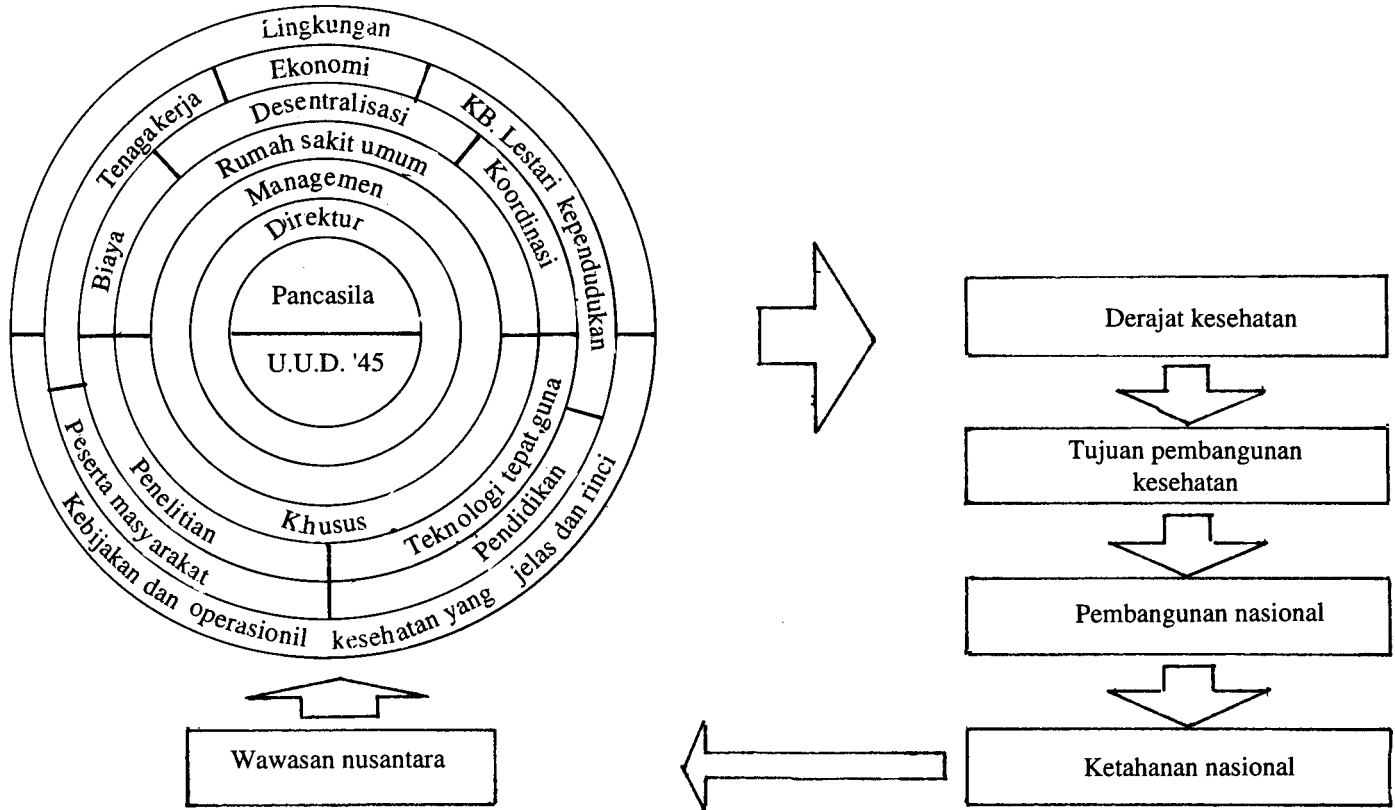 Lingkungan
Ekonomi
Tenagakerja
KB. Lestari kependudukan
Desentralisasi
Biaya
Koordinasi
Rumah sakit umum
Managemen
Direktur
Pancasila
U.U.D. '45
Khusus
Penelitian
Teknologi tepat guna
Peserta masyarakat
Pendidikan
Kebijakan dan operasionil kesehatan yang jelas dan rinci
Derajat kesehatan
Tujuan pembangunan
kesehatan
Pembangunan nasional
Ketahanan nasional
Wawasan nusantara